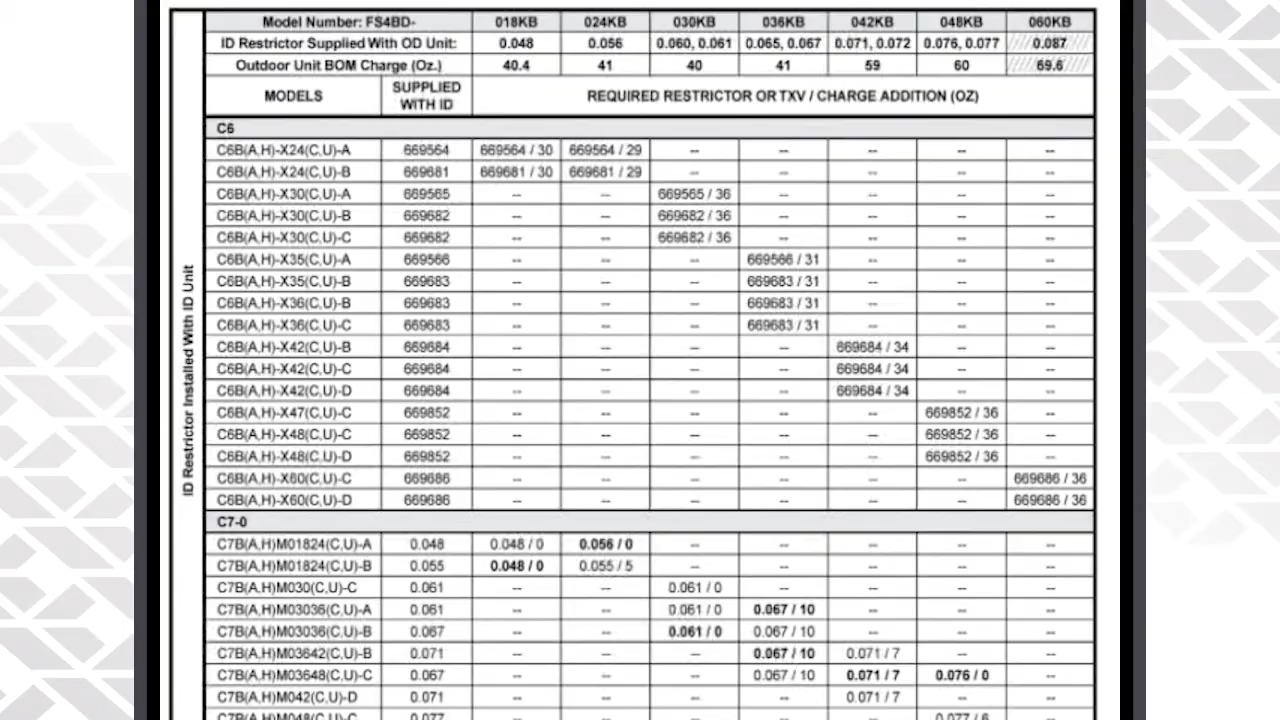 Model Number: FS4BD- 018KB 024KB 030KB 036KB 042KB 048KB 060KB
ID Restrictor Supplied With OD Unit: 0.048 0.056 0.060, 0.061 0.065, 0.067 0.071, 0.072 0.076, 0.077 0.087
Outdoor Unit BOM Charge (Oz.) 40.4 41 40 41 59 60 69.6
MODELS SUPPLIED WITH ID REQUIRED RESTRICTOR OR TXV / CHARGE ADDITION (OZ)
ID Restrictor Installed With ID Unit
C6
C6B(A,H)-X24(C,U)-A 669564 669564 / 30 669564 / 29 -- -- -- -- --
C6B(A,H)-X24(C,U)-B 669681 669681 / 30 669681 / 29 -- -- -- -- --
C6B(A,H)-X30(C,U)-A 669565 -- -- 669565 / 36 -- -- -- --
C6B(A,H)-X30(C,U)-B 669682 -- -- 669682 / 36 -- -- -- --
C6B(A,H)-X30(C,U)-C 669682 -- -- 669682 / 36 -- -- -- --
C6B(A,H)-X35(C,U)-A 669566 -- -- -- 669566 / 31 -- -- --
C6B(A,H)-X35(C,U)-B 669683 -- -- -- 669683 / 31 -- -- --
C6B(A,H)-X36(C,U)-B 669683 -- -- -- 669683 / 31 -- -- --
C6B(A,H)-X36(C,U)-C 669683 -- -- -- 669683 / 31 -- -- --
C6B(A,H)-X42(C,U)-B 669684 -- -- -- -- 669684 / 34 -- --
C6B(A,H)-X42(C,U)-C 669684 -- -- -- -- 669684 / 34 -- --
C6B(A,H)-X42(C,U)-D 669684 -- -- -- -- 669684 / 34 -- --
C6B(A,H)-X47(C,U)-C 669852 -- -- -- -- -- 669852 / 36 --
C6B(A,H)-X48(C,U)-C 669852 -- -- -- -- -- 669852 / 36 --
C6B(A,H)-X48(C,U)-D 669852 -- -- -- -- -- 669852 / 36 --
C6B(A,H)-X60(C,U)-C 669686 -- -- -- -- -- -- 669686 / 36
C6B(A,H)-X60(C,U)-D 669686 -- -- -- -- -- -- 669686 / 36
C7-0
C7B(A,H)M01824(C,U)-A 0.048 0.048 / 0 0.056 / 0 -- -- -- -- --
C7B(A,H)M01824(C,U)-B 0.055 0.048 / 0 0.055 / 5 -- -- -- -- --
C7B(A,H)M030(C,U)-C 0.061 -- -- 0.061 / 0 -- -- -- --
C7B(A,H)M03036(C,U)-A 0.061 -- -- 0.061 / 0 0.067 / 10 -- -- --
C7B(A,H)M03036(C,U)-B 0.067 -- -- 0.061 / 0 0.067 / 10 -- -- --
C7B(A,H)M03642(C,U)-B 0.071 -- -- -- 0.067 / 10 0.071 / 7 -- --
C7B(A,H)M03648(C,U)-C 0.067 -- -- -- 0.067 / 10 0.071 / 7 0.076 / 0 --
C7B(A,H)M042(C,U)-D 0.071 -- -- -- -- 0.071 / 7 -- --
C7B(A,H)M048(C,U)-C 0.077 0.077 / 6